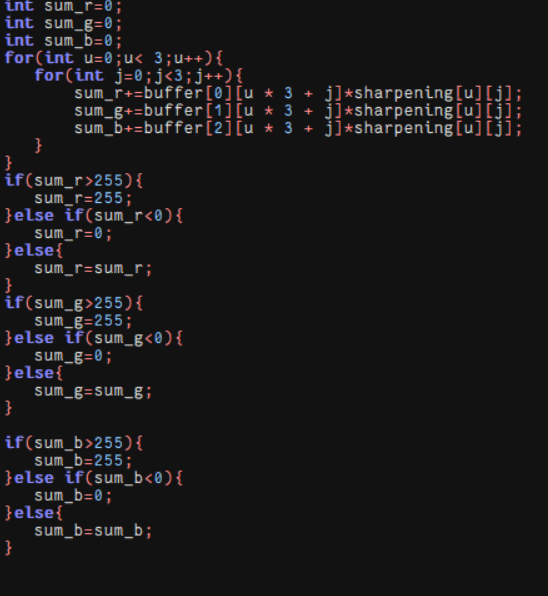 int sum_r=0;
int sum_g=0;
int sum_b=0;
for(int u=0;u< 3;u++){
   for(int j=0;j<3;j++){
       sum_r+=buffer[0][u * 3 + j]*sharpening[u][j];
       sum_g+=buffer[1][u * 3 + j]*sharpening[u][j];
       sum_b+=buffer[2][u * 3 + j]*sharpening[u][j];
   }
}
if(sum_r>255){
   sum_r=255;
}else if(sum_r<0){
   sum_r=0;
}else{
   sum_r=sum_r;
}
if(sum_g>255){
   sum_g=255;
}else if(sum_g<0){
   sum_g=0;
}else{
   sum_g=sum_g;
}

if(sum_b>255){
   sum_b=255;
}else if(sum_b<0){
   sum_b=0;
}else{
   sum_b=sum_b;
}